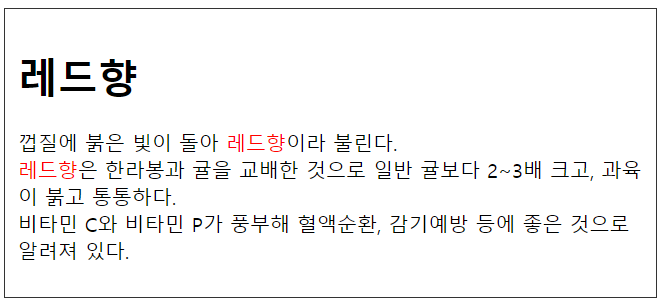 레드향
껍질에 붉은 빛이 돌아 레드향이라 불린다.
레드향은 한라봉과 귤을 교배한 것으로 일반 귤보다 2~3배 크고, 과육
이 붉고 통통하다.
비타민 C와 비타민 P가 풍부해 혈액순환, 감기예방 등에 좋은 것으로
알려져 있다.